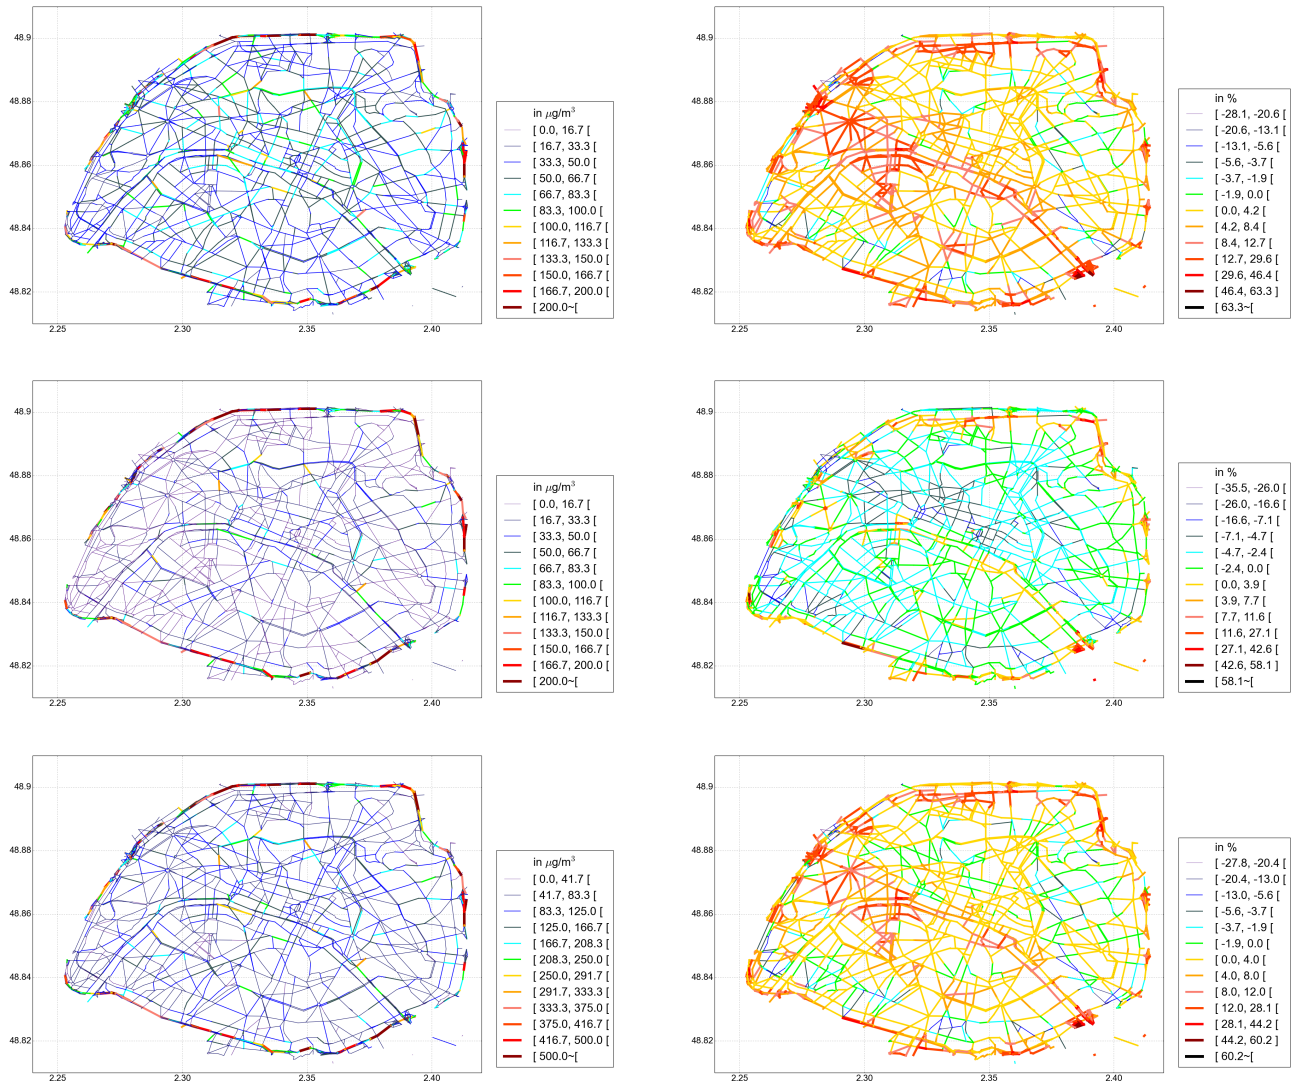 48.9
48.88
48.86
48.84
48.82
2.25 2.30 2.35 2.40
in μg/m³
[ 0.0, 16.7 [
[ 16.7, 33.3 [
[ 33.3, 50.0 [
[ 50.0, 66.7 [
[ 66.7, 83.3 [
[ 83.3, 100.0 [
[ 100.0, 116.7 [
[ 116.7, 133.3 [
[ 133.3, 150.0 [
[ 150.0, 166.7 [
[ 166.7, 200.0 [
[ 200.0~[
48.9
48.88
48.86
48.84
48.82
2.25 2.30 2.35 2.40
in %
[ -28.1, -20.6 [
[ -20.6, -13.1 [
[ -13.1, -5.6 [
[ -5.6, -3.7 [
[ -3.7, -1.9 [
[ -1.9, 0.0 [
[ 0.0, 4.2 [
[ 4.2, 8.4 [
[ 8.4, 12.7 [
[ 12.7, 29.6 [
[ 29.6, 46.4 [
[ 46.4, 63.3 ]
[ 63.3~[
48.9
48.88
48.86
48.84
48.82
2.25 2.30 2.35 2.40
in μg/m³
[ 0.0, 16.7 [
[ 16.7, 33.3 [
[ 33.3, 50.0 [
[ 50.0, 66.7 [
[ 66.7, 83.3 [
[ 83.3, 100.0 [
[ 100.0, 116.7 [
[ 116.7, 133.3 [
[ 133.3, 150.0 [
[ 150.0, 166.7 [
[ 166.7, 200.0 [
[ 200.0~[
48.9
48.88
48.86
48.84
48.82
2.25 2.30 2.35 2.40
in %
[ -35.5, -26.0 [
[ -26.0, -16.6 [
[ -16.6, -7.1 [
[ -7.1, -4.7 [
[ -4.7, -2.4 [
[ -2.4, 0.0 [
[ 0.0, 3.9 [
[ 3.9, 7.7 [
[ 7.7, 11.6 [
[ 11.6, 27.1 [
[ 27.1, 42.6 [
[ 42.6, 58.1 ]
[ 58.1~[
48.9
48.88
48.86
48.84
48.82
2.25 2.30 2.35 2.40
in μg/m³
[ 0.0, 41.7 [
[ 41.7, 83.3 [
[ 83.3, 125.0 [
[ 125.0, 166.7 [
[ 166.7, 208.3 [
[ 208.3, 250.0 [
[ 250.0, 291.7 [
[ 291.7, 333.3 [
[ 333.3, 375.0 [
[ 375.0, 416.7 [
[ 416.7, 500.0 [
[ 500.0~[
48.9
48.88
48.86
48.84
48.82
2.25 2.30 2.35 2.40
in %
[ -27.8, -20.4 [
[ -20.4, -13.0 [
[ -13.0, -5.6 [
[ -5.6, -3.7 [
[ -3.7, -1.9 [
[ -1.9, 0.0 [
[ 0.0, 4.0 [
[ 4.0, 8.0 [
[ 8.0, 12.0 [
[ 12.0, 28.1 [
[ 28.1, 44.2 [
[ 44.2, 60.2 ]
[ 60.2~[